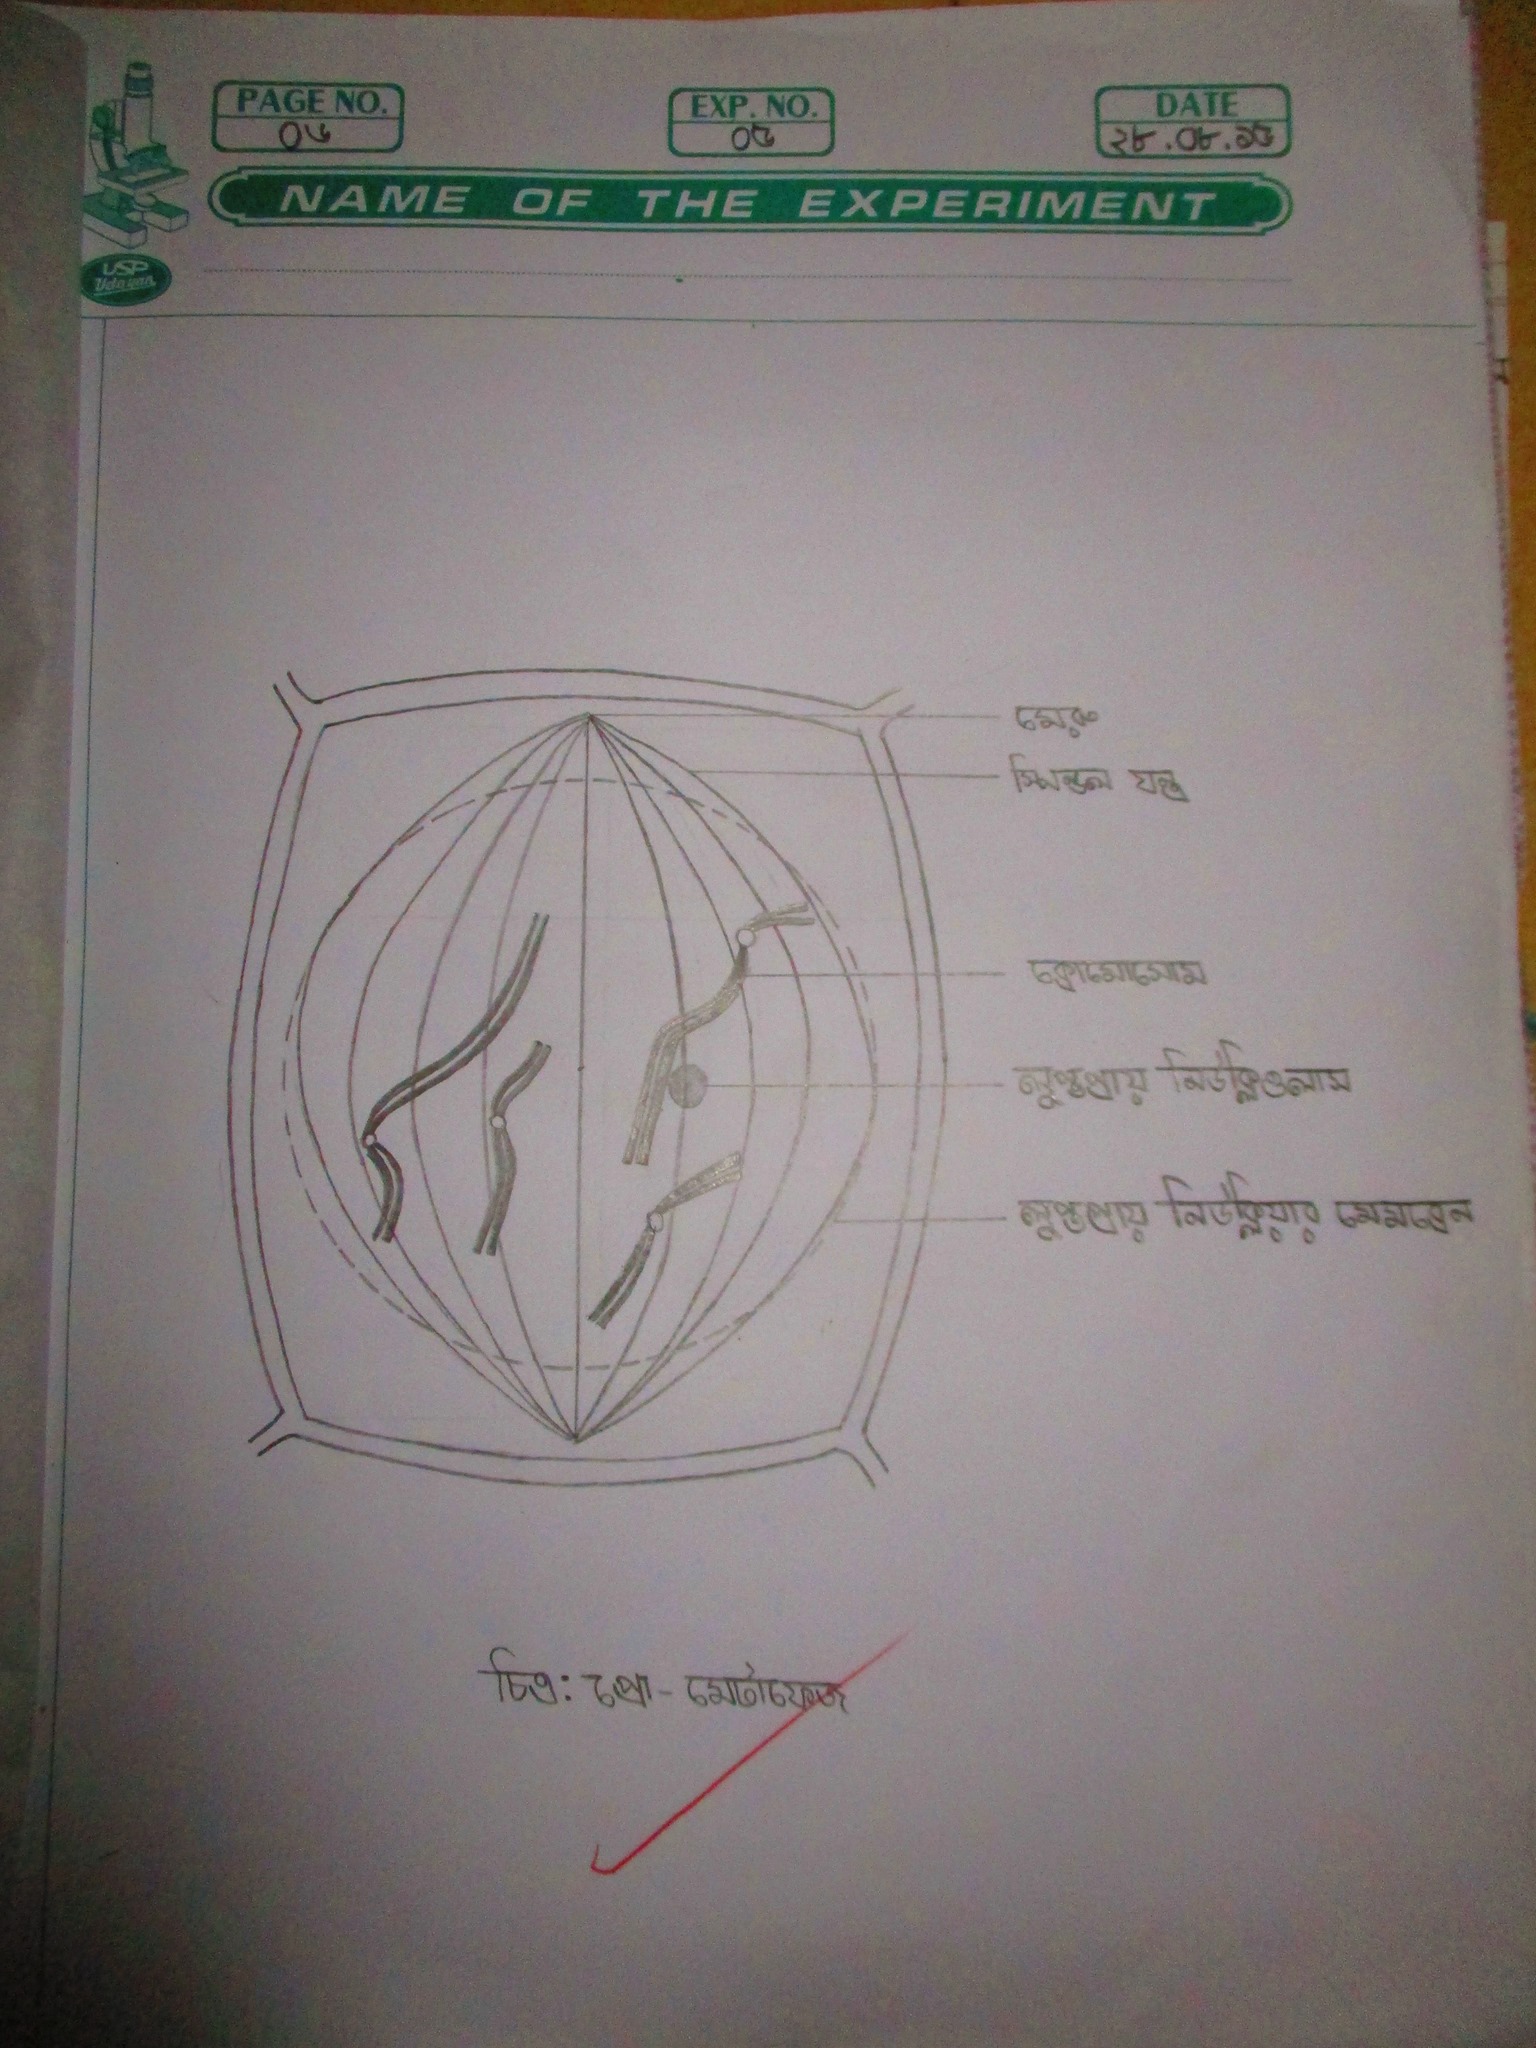 PAGE NO.
০৬
EXP. NO.
০৫
DATE
২৮.০৮.১৫
NAME OF THE EXPERIMENT
USP
Udayan
মেরু
স্পিন্ডল যন্ত্র
ক্রোমোসোম
লুপ্তপ্রায় নিউক্লিওলাস
লুপ্তপ্রায় নিউক্লিয়ার মেমব্রেন
চিত্র: প্রো-মেটাফেজ